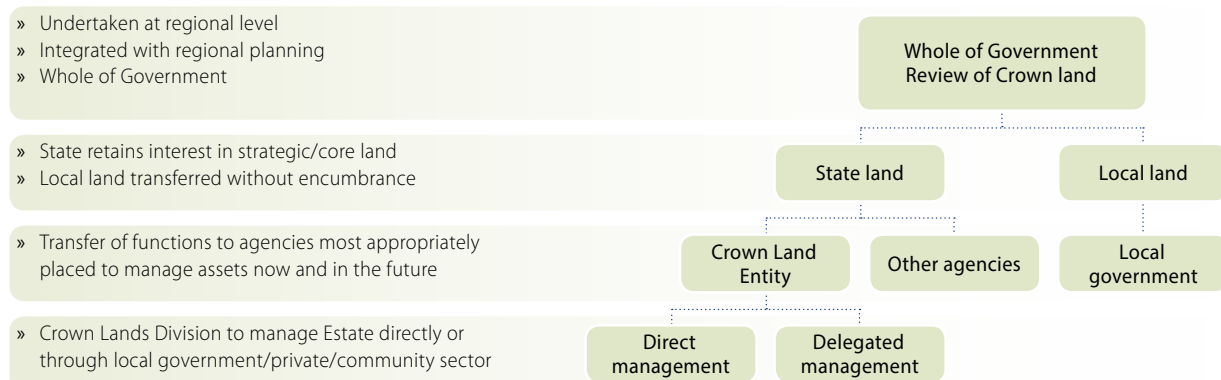 » Undertaken at regional level
» Integrated with regional planning
» Whole of Government
Whole of Government
Review of Crown land
» State retains interest in strategic/core land
» Local land transferred without encumbrance
State land
Local land
» Transfer of functions to agencies most appropriately
placed to manage assets now and in the future
Crown Land
Entity
Other agencies
Local
government
» Crown Lands Division to manage Estate directly or
through local government/private/community sector
Direct
management
Delegated
management